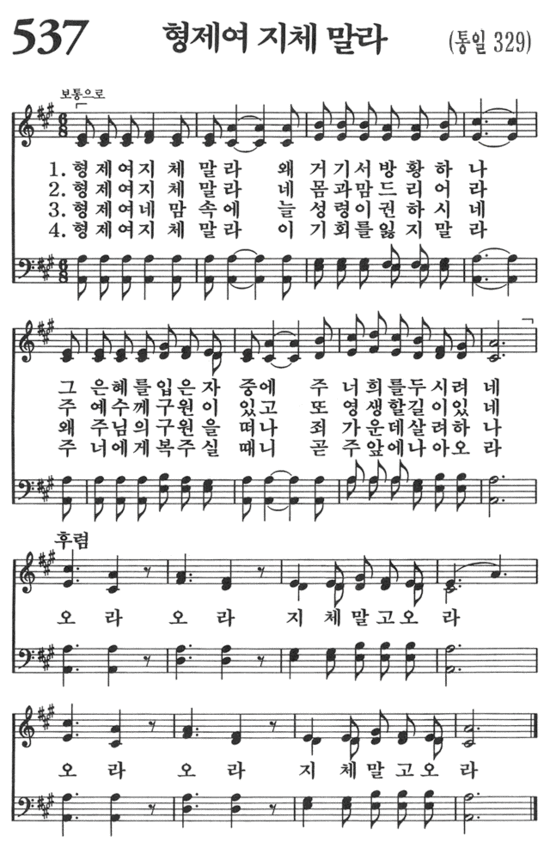 537 형제여 지체 말라 (통일 329)
보통으로
1. 형제여지체 말라 왜 거기서방황하나
2. 형제여지체 말라 네 몸과맘드리어라
3. 형제여네맘속에 늘 성령이권하시네
4. 형제여지체 말라 이 기회를잃지말라
그 은혜를입은자 중에 주 너희를두시려 네
주 예수께구원이 있고 또 영생할길이있 네
왜 주님의구원을 떠나 죄 가운데살려하 나
주 너에게복주실 때니 곧 주앞에나아오 라
후렴
오 라 오 라 지 체말고오 라
오 라 오 라 지 체말고오 라